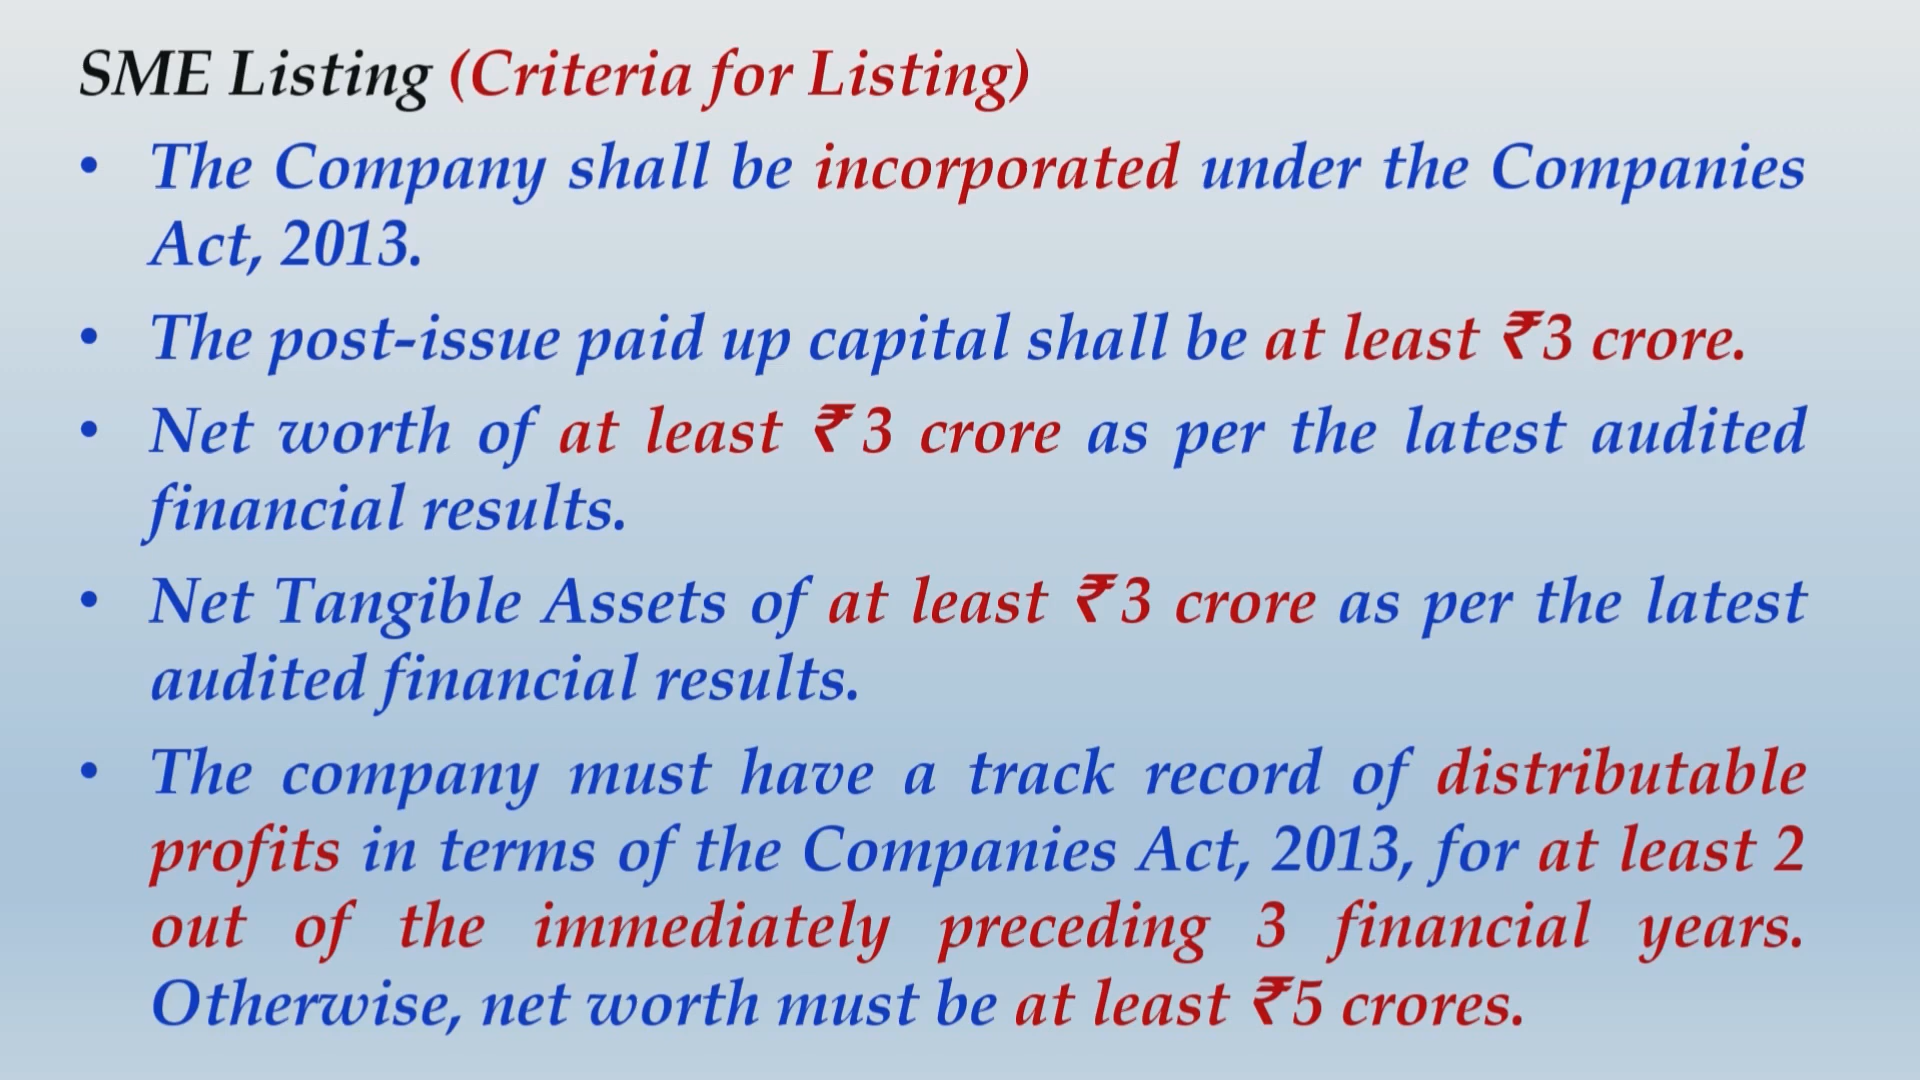 SME Listing (Criteria for Listing)
• The Company shall be incorporated under the Companies
Act, 2013.
• The post-issue paid up capital shall be at least ₹3 crore.
• Net worth of at least ₹3 crore as per the latest audited
financial results.
• Net Tangible Assets of at least ₹3 crore as per the latest
audited financial results.
• The company must have a track record of distributable
profits in terms of the Companies Act, 2013, for at least 2
out of the immediately preceding 3 financial years.
Otherwise, net worth must be at least ₹5 crores.